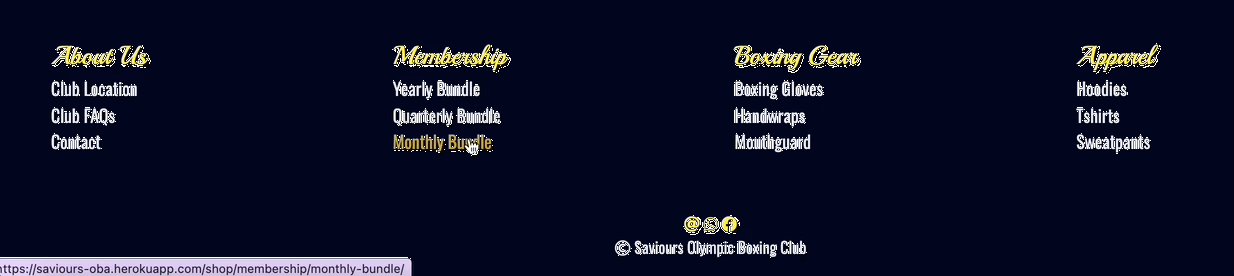 About Us
Club Location
Club FAQs
Contact
Membership
Yearly Bundle
Quarterly Bundle
Monthly Bundle
Boxing Gear
Boxing Gloves
Handwraps
Mouthguard
Apparel
Hoodies
Tshirts
Sweatpants
© Saviours Olympic Boxing Club
https://saviours-oba.herokuapp.com/shop/membership/monthly-bundle/